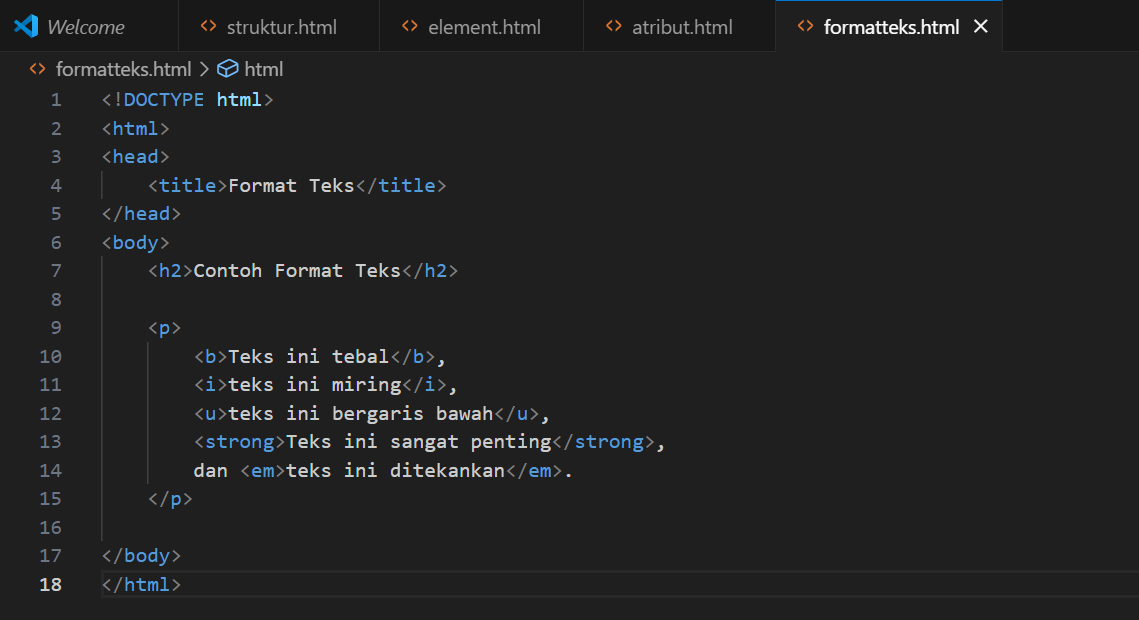 Welcome struktur.html element.html atribut.html formatteks.html
formatteks.html > html
1 <!DOCTYPE html>
2 <html>
3 <head>
4     <title>Format Teks</title>
5 </head>
6 <body>
7     <h2>Contoh Format Teks</h2>
8
9     <p>
10         <b>Teks ini tebal</b>,
11         <i>teks ini miring</i>,
12         <u>teks ini bergaris bawah</u>,
13         <strong>Teks ini sangat penting</strong>,
14         dan <em>teks ini ditekankan</em>.
15     </p>
16
17 </body>
18 </html>